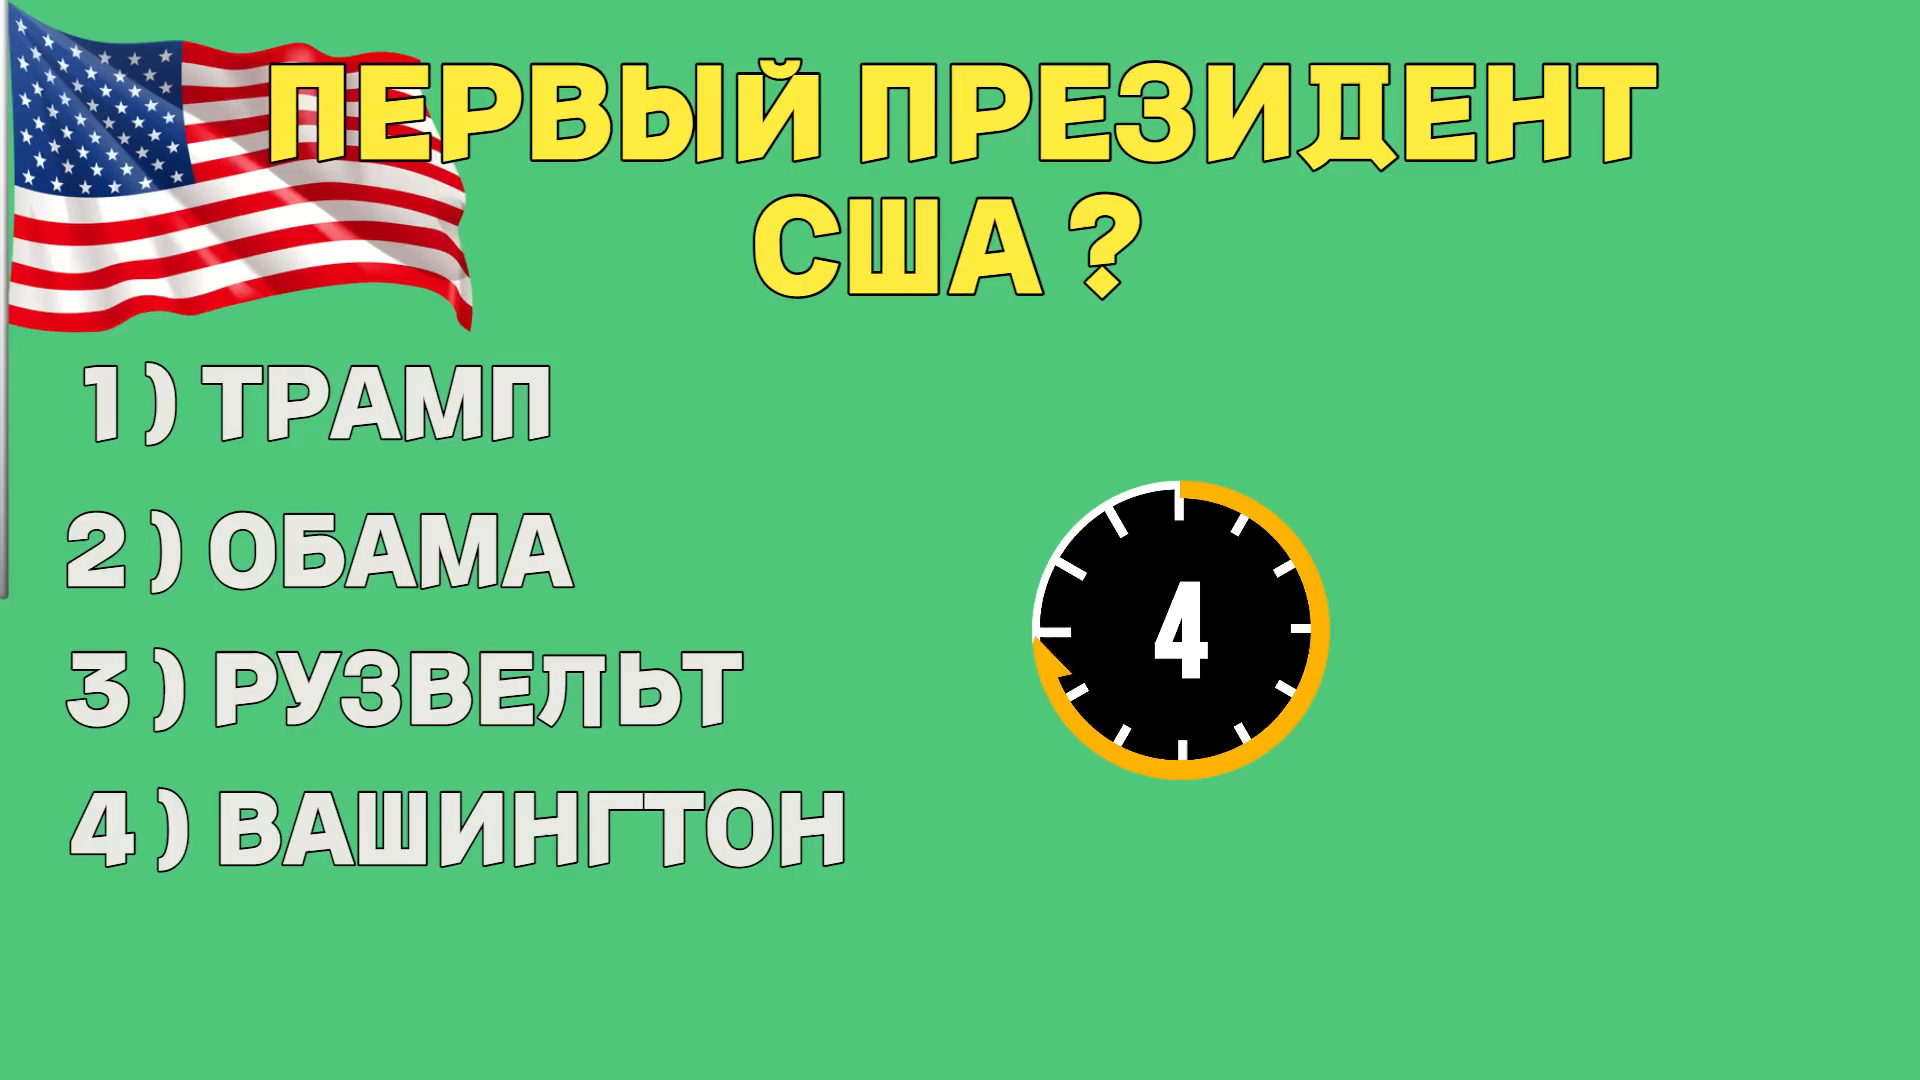 ПЕРВЫЙ ПРЕЗИДЕНТ
США ?
1 ) ТРАМП
2 ) ОБАМА
3 ) РУЗВЕЛЬТ
4 ) ВАШИНГТОН
4